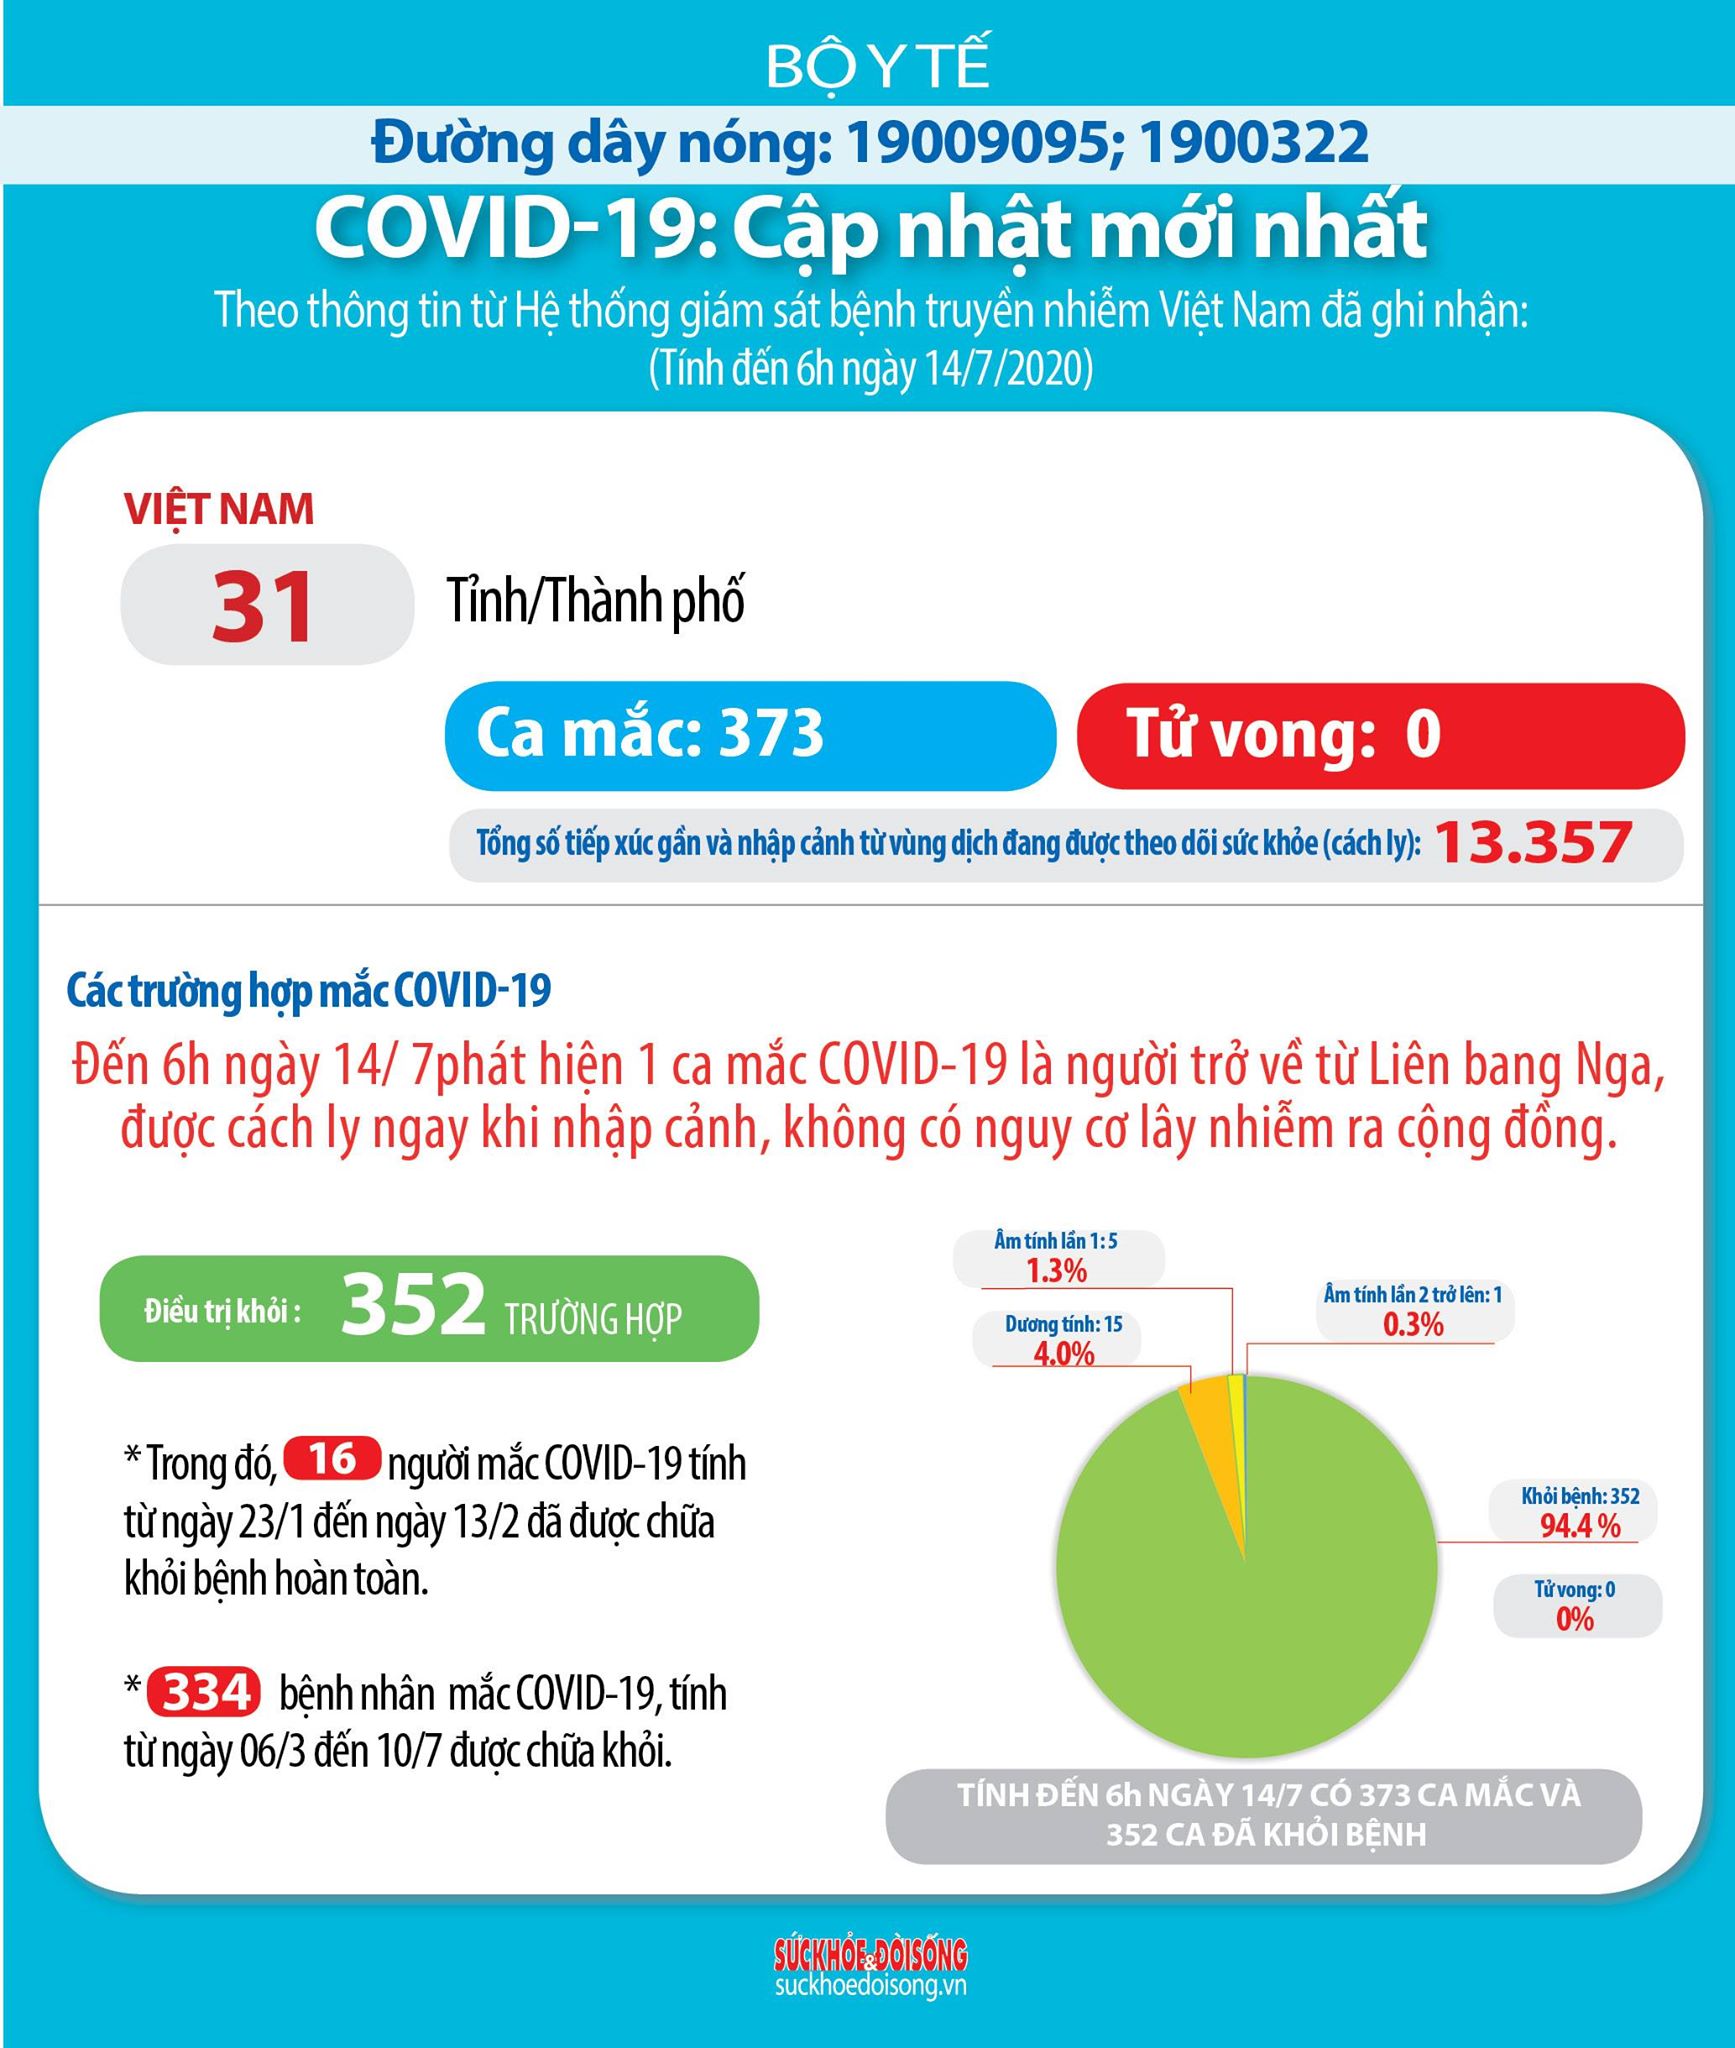 BỘ Y TẾ
Đường dây nóng: 19009095; 1900322
COVID-19: Cập nhật mới nhất
Theo thông tin từ Hệ thống giám sát bệnh truyền nhiễm Việt Nam đã ghi nhận:
(Tính đến 6h ngày 14/7/2020)
VIỆT NAM
31 Tỉnh/Thành phố
Ca mắc: 373
Tử vong: 0
Tổng số tiếp xúc gần và nhập cảnh từ vùng dịch đang được theo dõi sức khỏe (cách ly): 13.357
Các trường hợp mắc COVID-19
Đến 6h ngày 14/ 7phát hiện 1 ca mắc COVID-19 là người trở về từ Liên bang Nga,
được cách ly ngay khi nhập cảnh, không có nguy cơ lây nhiễm ra cộng đồng.
Điều trị khỏi : 352 TRƯỜNG HỢP
* Trong đó, 16 người mắc COVID-19 tính
từ ngày 23/1 đến ngày 13/2 đã được chữa
khỏi bệnh hoàn toàn.
* 334 bệnh nhân mắc COVID-19, tính
từ ngày 06/3 đến 10/7 được chữa khỏi.
Âm tính lần 1: 5
1.3%
Âm tính lần 2 trở lên: 1
0.3%
Dương tính: 15
4.0%
Khỏi bệnh: 352
94.4 %
Tử vong: 0
0%
TÍNH ĐẾN 6h NGÀY 14/7 CÓ 373 CA MẮC VÀ
352 CA ĐÃ KHỎI BỆNH
SỨCKHỎE&ĐỜISỐNG
suckhoedoisong.vn